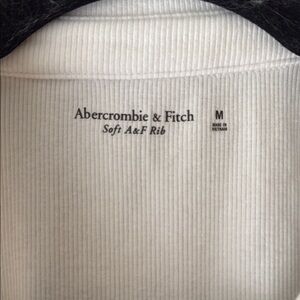 Abercrombie & Fitch
Soft A&F Rib
M
MADE IN
VIETNAM